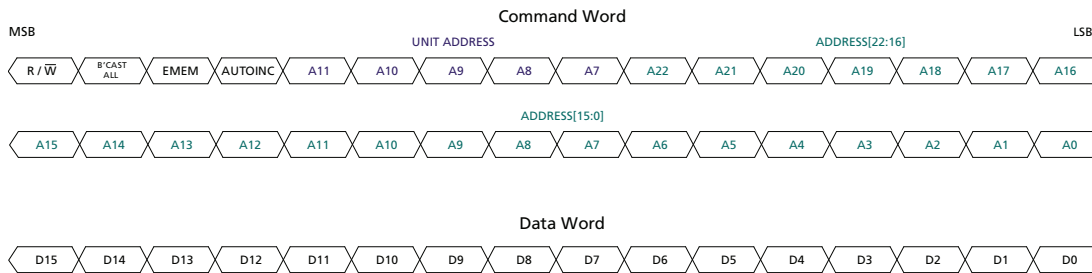 Command Word
MSB LSB
UNIT ADDRESS ADDRESS[22:16]
R / W̅ B'CAST ALL EMEM AUTOINC A11 A10 A9 A8 A7 A22 A21 A20 A19 A18 A17 A16
ADDRESS[15:0]
A15 A14 A13 A12 A11 A10 A9 A8 A7 A6 A5 A4 A3 A2 A1 A0
Data Word
D15 D14 D13 D12 D11 D10 D9 D8 D7 D6 D5 D4 D3 D2 D1 D0